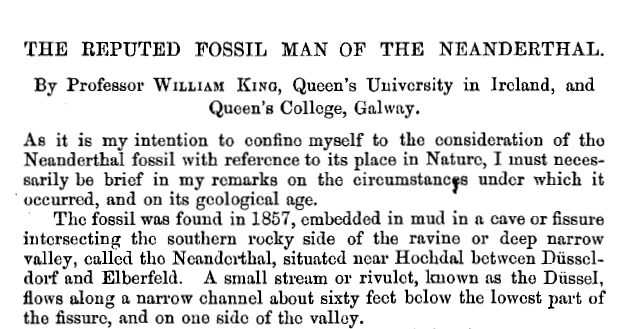 THE REPUTED FOSSIL MAN OF THE NEANDERTHAL.
By Professor WILLIAM KING, Queen's University in Ireland, and
Queen's College, Galway.
As it is my intention to confine myself to the consideration of the
Neanderthal fossil with reference to its place in Nature, I must neces-
sarily be brief in my remarks on the circumstances under which it
occurred, and on its geological age.
The fossil was found in 1857, embedded in mud in a cave or fissure
intersecting the southern rocky side of the ravine or deep narrow
valley, called the Neanderthal, situated near Hochdal between Düssel-
dorf and Elberfeld. A small stream or rivulet, known as the Düssel,
flows along a narrow channel about sixty feet below the lowest part of
the fissure, and on one side of the valley.